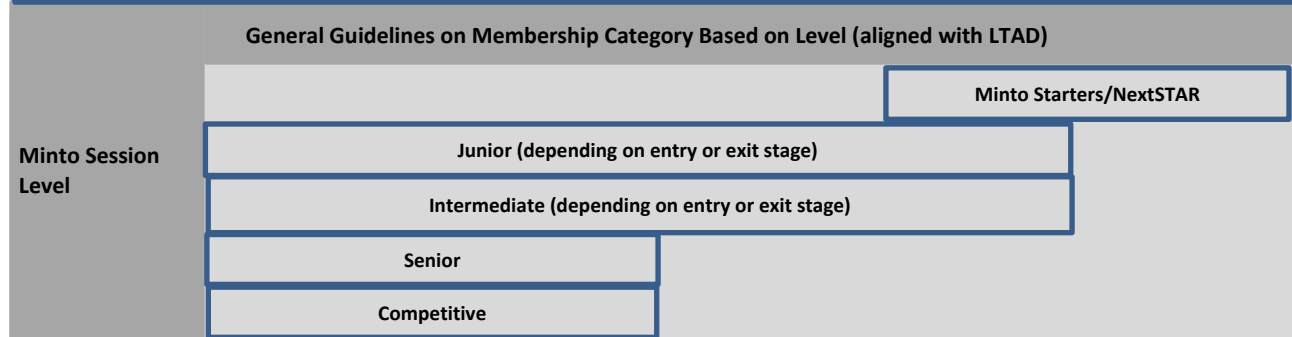 General Guidelines on Membership Category Based on Level (aligned with LTAD)
Minto Starters/NextSTAR
Minto Session
Level
Junior (depending on entry or exit stage)
Intermediate (depending on entry or exit stage)
Senior
Competitive